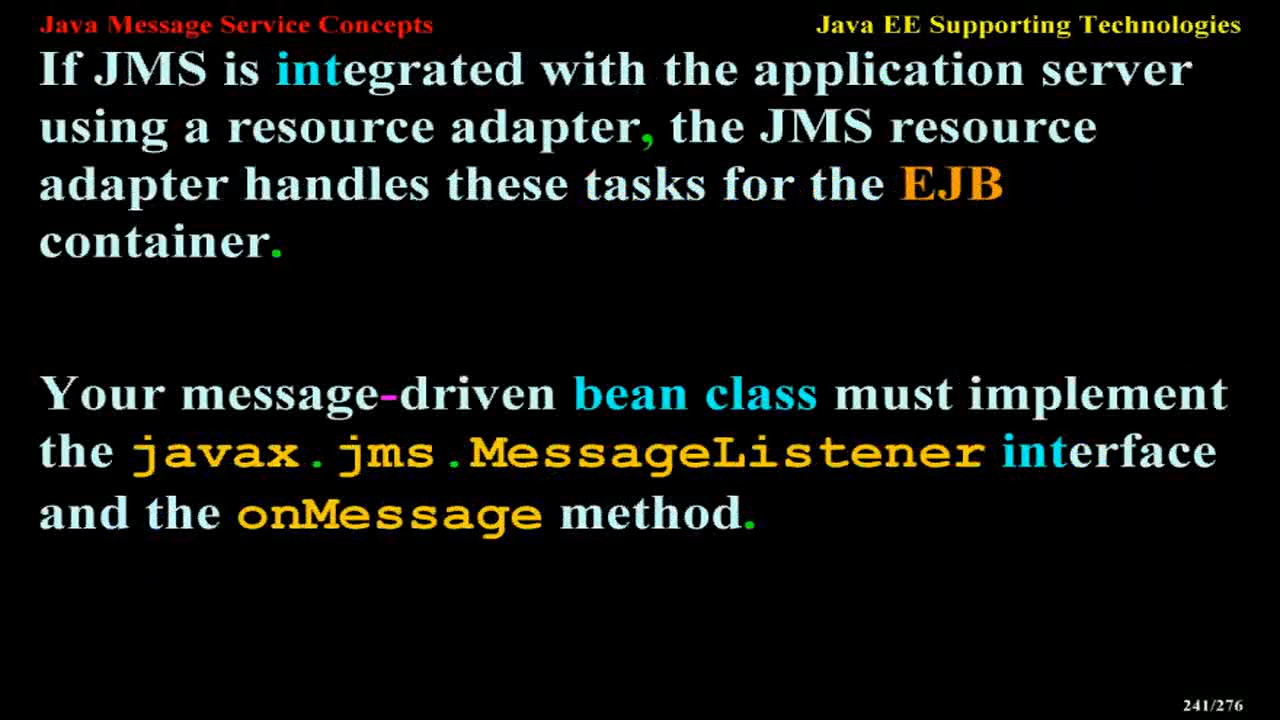 Java Message Service Concepts
Java EE Supporting Technologies
If JMS is integrated with the application server
using a resource adapter, the JMS resource
adapter handles these tasks for the EJB
container.
Your message-driven bean class must implement
the javax.jms.MessageListener interface
and the onMessage method.
241/276